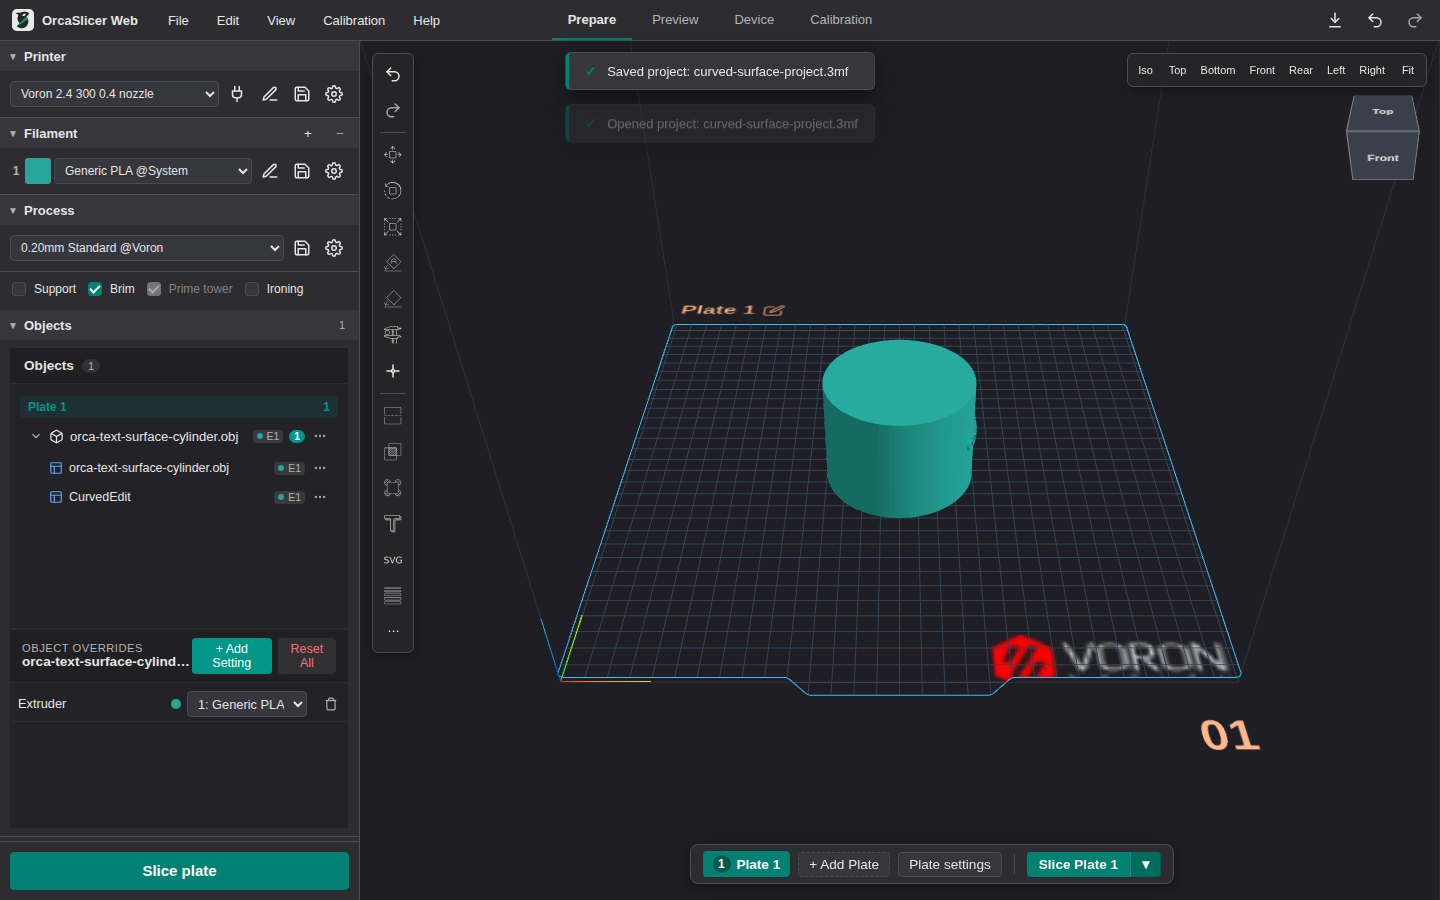 OrcaSlicer Web
File
Edit
View
Calibration
Help
Prepare
Preview
Device
Calibration
Printer
Voron 2.4 300 0.4 nozzle
Filament
+
−
1
Generic PLA @System
Process
0.20mm Standard @Voron
Support
Brim
Prime tower
Ironing
Objects
1
Objects
1
Plate 1
1
orca-text-surface-cylinder.obj
E1
1
orca-text-surface-cylinder.obj
E1
CurvedEdit
E1
OBJECT OVERRIDES
orca-text-surface-cylind...
+ Add
Setting
Reset
All
Extruder
1: Generic PLA
Slice plate
SVG
Saved project: curved-surface-project.3mf
Opened project: curved-surface-project.3mf
Iso
Top
Bottom
Front
Rear
Left
Right
Fit
Top
Front
Plate 1
VORON
01
1
Plate 1
+ Add Plate
Plate settings
Slice Plate 1